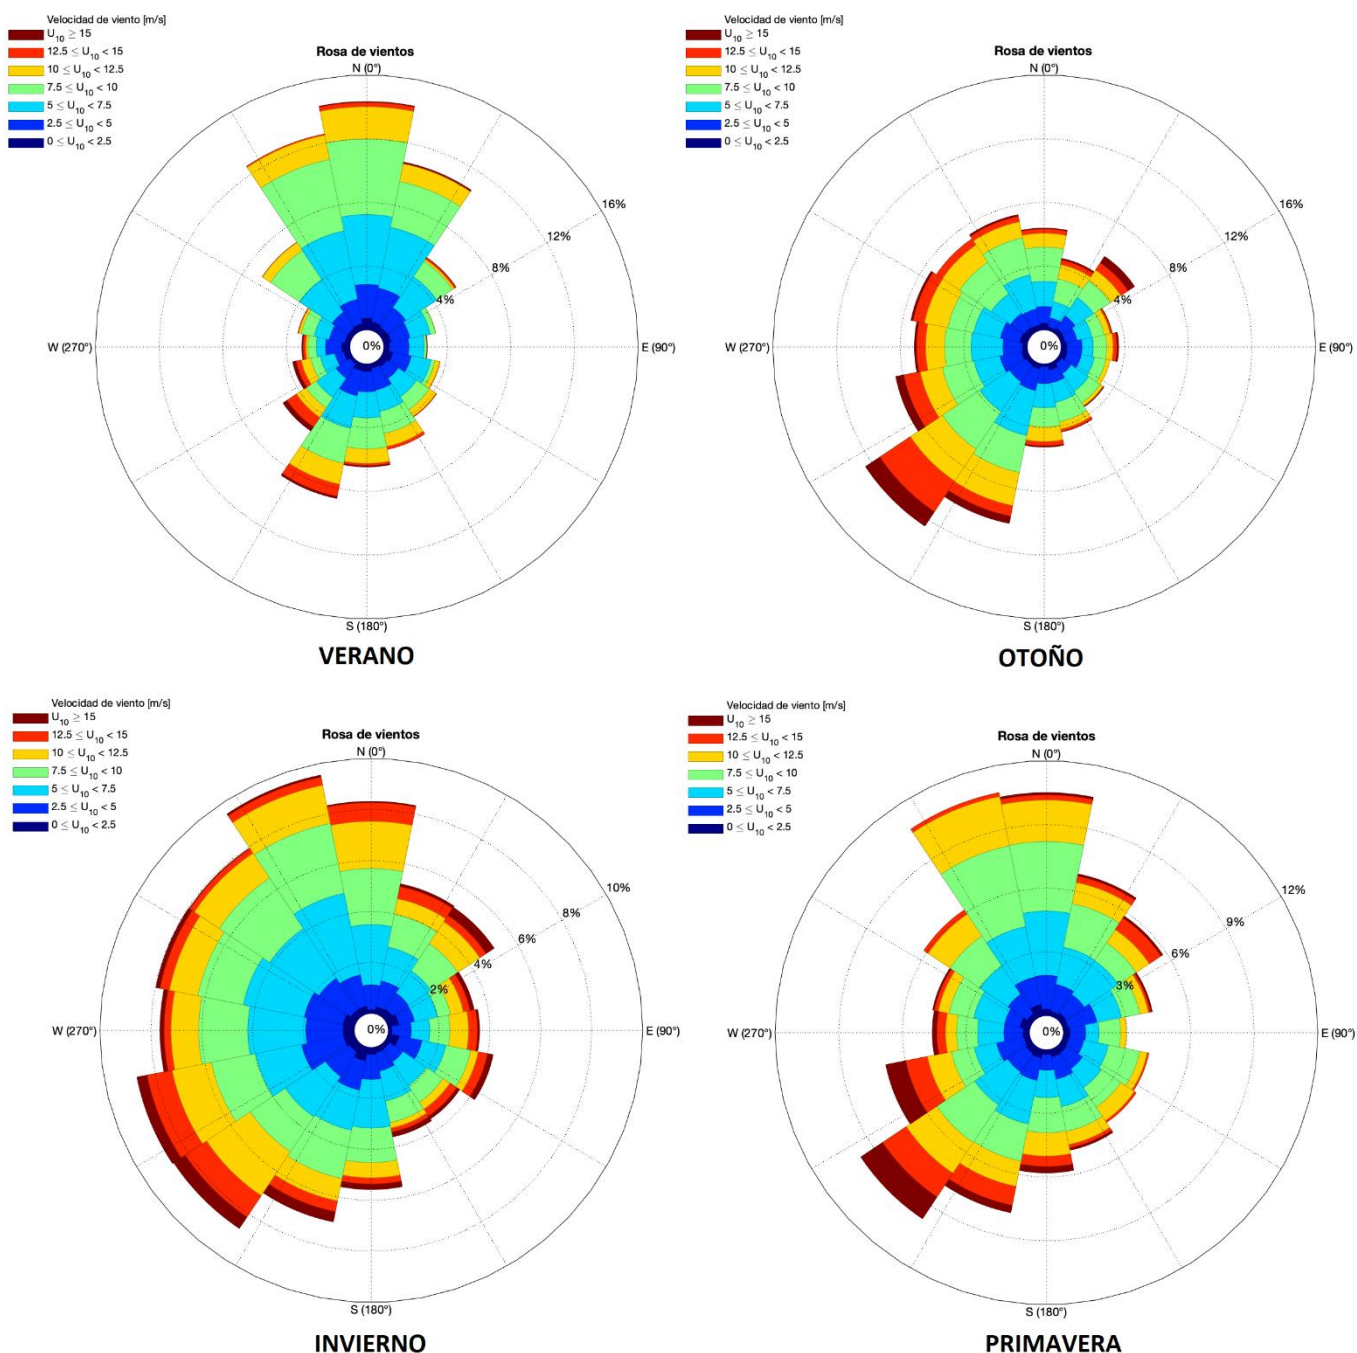 Velocidad de viento [m/s]
U₁₀ ≥ 15
12.5 ≤ U₁₀ < 15
10 ≤ U₁₀ < 12.5
7.5 ≤ U₁₀ < 10
5 ≤ U₁₀ < 7.5
2.5 ≤ U₁₀ < 5
0 ≤ U₁₀ < 2.5
Rosa de vientos
N (0°)
16%
12%
8%
4%
0%
W (270°)
E (90°)
S (180°)
VERANO
Velocidad de viento [m/s]
U₁₀ ≥ 15
12.5 ≤ U₁₀ < 15
10 ≤ U₁₀ < 12.5
7.5 ≤ U₁₀ < 10
5 ≤ U₁₀ < 7.5
2.5 ≤ U₁₀ < 5
0 ≤ U₁₀ < 2.5
Rosa de vientos
N (0°)
16%
12%
8%
4%
0%
W (270°)
E (90°)
S (180°)
OTOÑO
Velocidad de viento [m/s]
U₁₀ ≥ 15
12.5 ≤ U₁₀ < 15
10 ≤ U₁₀ < 12.5
7.5 ≤ U₁₀ < 10
5 ≤ U₁₀ < 7.5
2.5 ≤ U₁₀ < 5
0 ≤ U₁₀ < 2.5
Rosa de vientos
N (0°)
10%
8%
6%
4%
2%
0%
W (270°)
E (90°)
S (180°)
INVIERNO
Velocidad de viento [m/s]
U₁₀ ≥ 15
12.5 ≤ U₁₀ < 15
10 ≤ U₁₀ < 12.5
7.5 ≤ U₁₀ < 10
5 ≤ U₁₀ < 7.5
2.5 ≤ U₁₀ < 5
0 ≤ U₁₀ < 2.5
Rosa de vientos
N (0°)
12%
9%
6%
3%
0%
W (270°)
E (90°)
S (180°)
PRIMAVERA